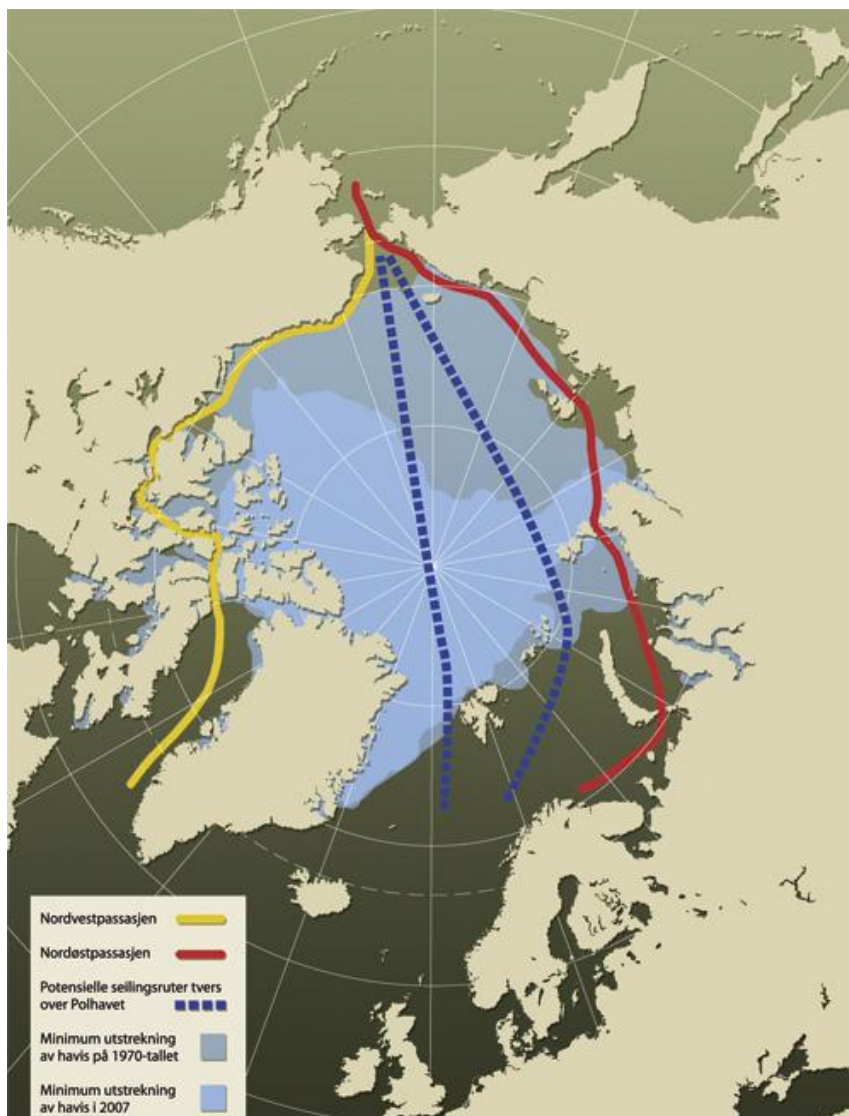 Nordvestpassasjen
Nordøstpassasjen
Potensielle seilingsruter tvers
over Polhavet
Minimum utstrekning
av havis på 1970-tallet
Minimum utstrekning
av havis i 2007